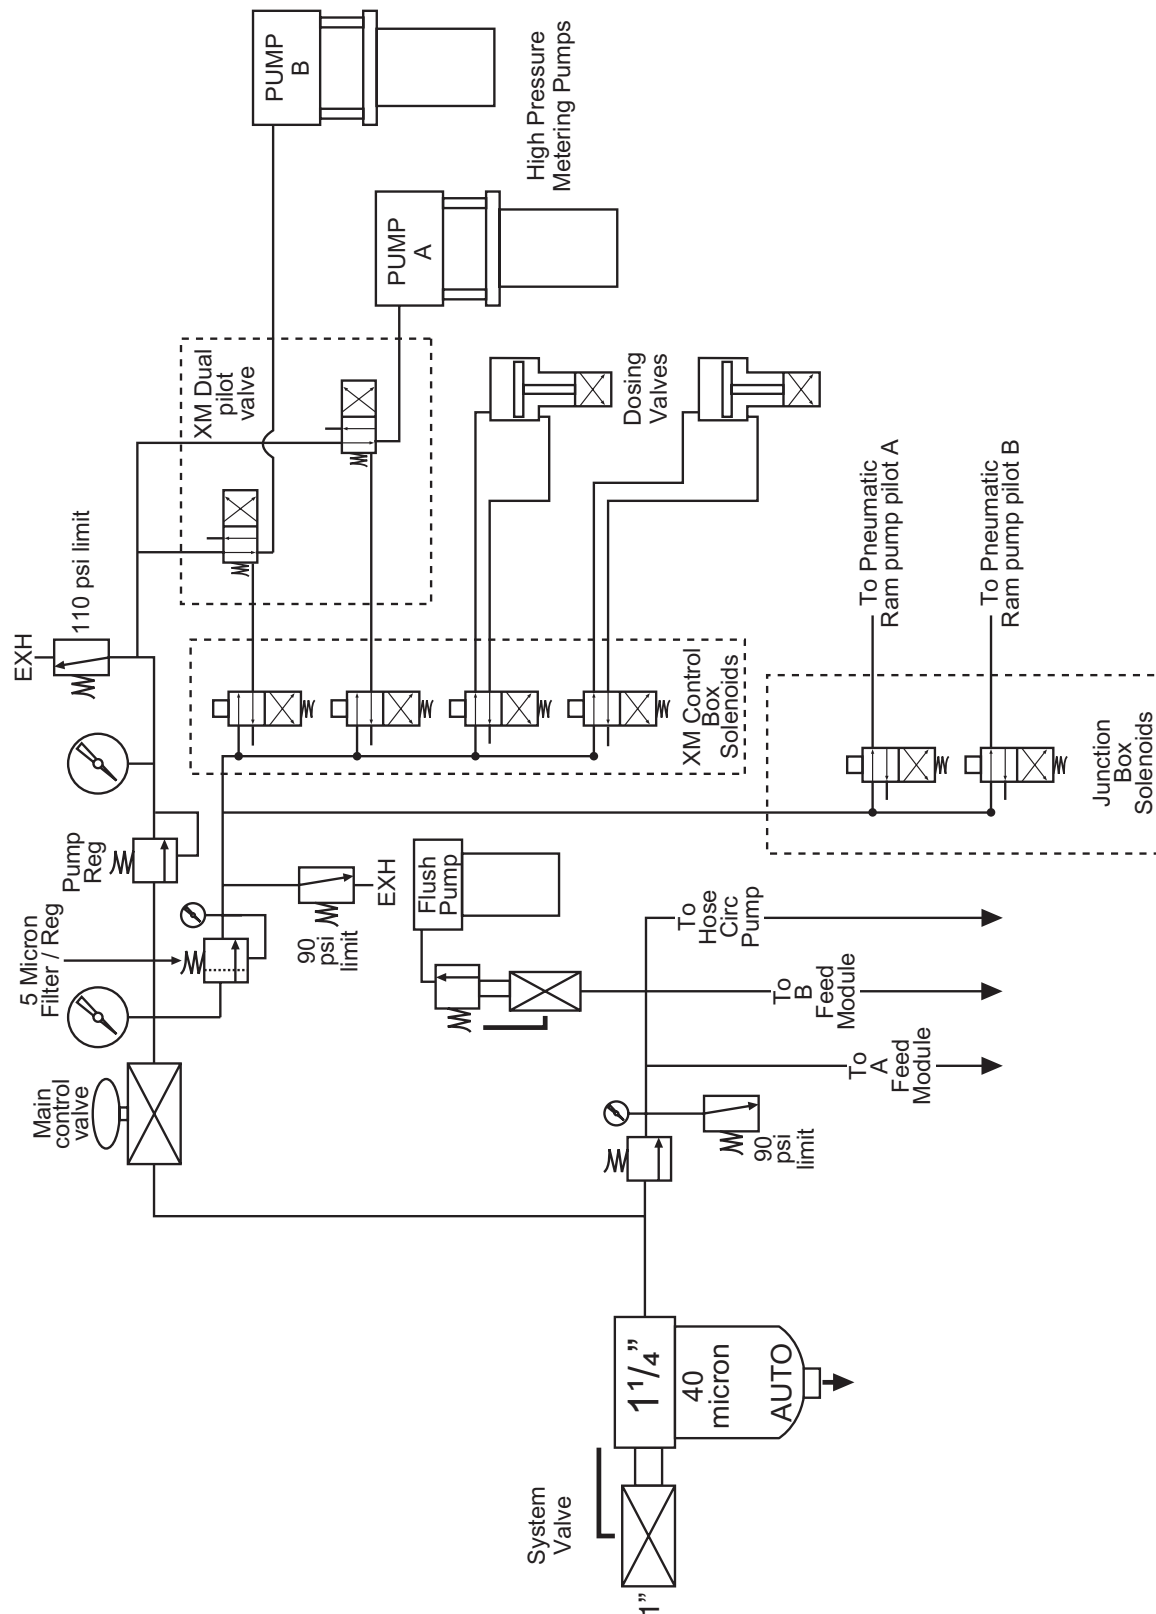 1"
System
Valve
1 1/4"
40
micron
AUTO
Main
control
valve
5 Micron
Filter / Reg
Pump
Reg
EXH
110 psi limit
90
psi
limit
EXH
Flush
Pump
90
psi
limit
To
A
Feed
Module
To
B
Feed
Module
To
Hose
Circ
Pump
XM Control
Box
Solenoids
Junction
Box
Solenoids
To Pneumatic
Ram pump pilot A
To Pneumatic
Ram pump pilot B
XM Dual
pilot
valve
Dosing
Valves
PUMP
B
PUMP
A
High Pressure
Metering Pumps